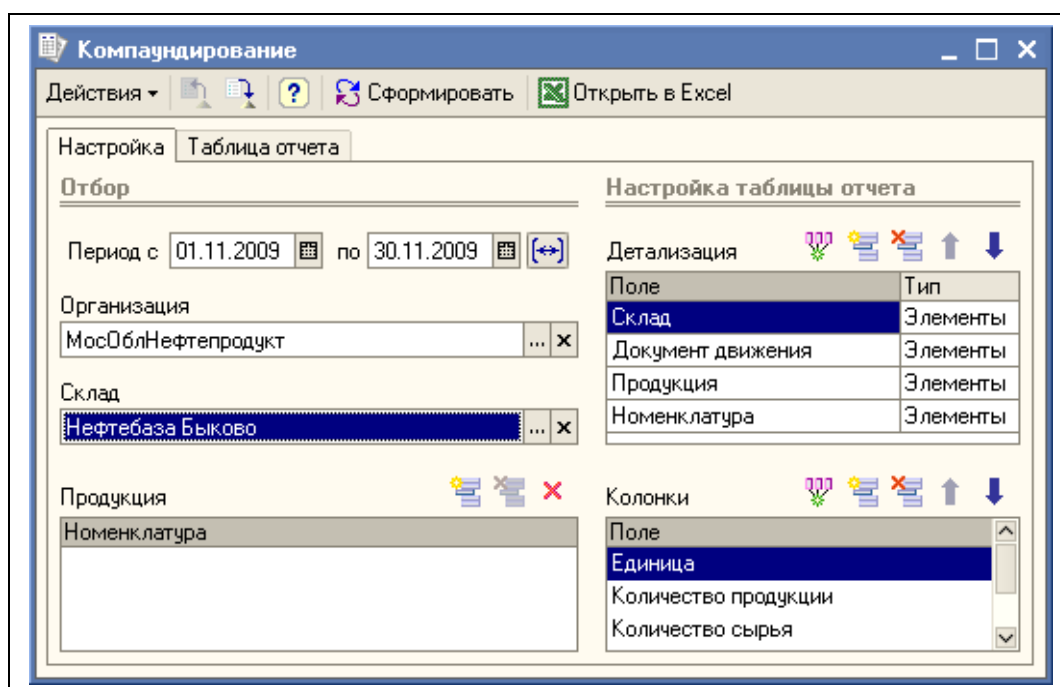 Компаундирование
Действия ? Сформировать Открыть в Excel
Настройка Таблица отчета
Отбор
Период с 01.11.2009 по 30.11.2009
Организация
МосОблНефтепродукт ... x
Склад
Нефтебаза Быково ... x
Продукция
Номенклатура
Настройка таблицы отчета
Детализация
Поле Тип
Склад Элементы
Документ движения Элементы
Продукция Элементы
Номенклатура Элементы
Колонки
Поле
Единица
Количество продукции
Количество сырья